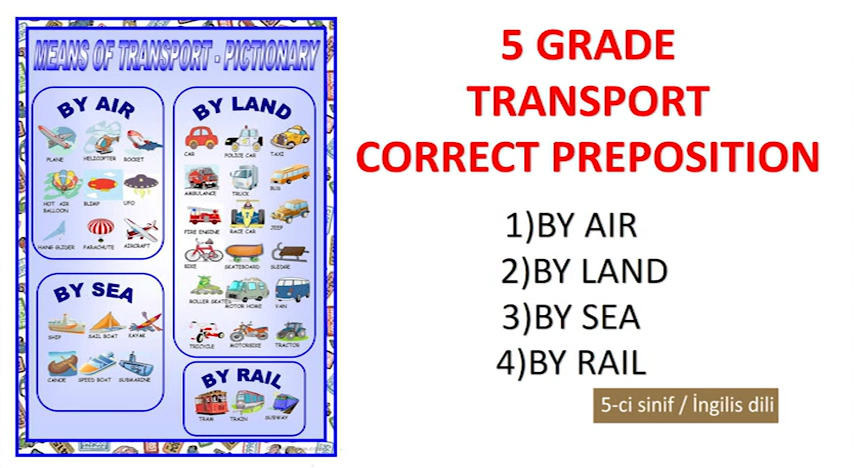 MEANS OF TRANSPORT - PICTIONARY
BY AIR
PLANE HELICOPTER ROCKET
HOT AIR BALLOON BLIMP UFO
HANG GLIDER PARACHUTE AIRCRAFT
BY SEA
SHIP SAIL BOAT KAYAK
CANOE SPEED BOAT SUBMARINE
BY LAND
CAR POLICE CAR TAXI
AMBULANCE TRUCK BUS
FIRE ENGINE RACE CAR JEEP
BIKE SKATEBOARD SLEDGE
ROLLER SKATES MOTOR HOME VAN
TRICYCLE MOTORBIKE TRACTOR
BY RAIL
TRAM TRAIN SUBWAY
5 GRADE
TRANSPORT
CORRECT PREPOSITION
1)BY AIR
2)BY LAND
3)BY SEA
4)BY RAIL
5-ci sinif / İngilis dili